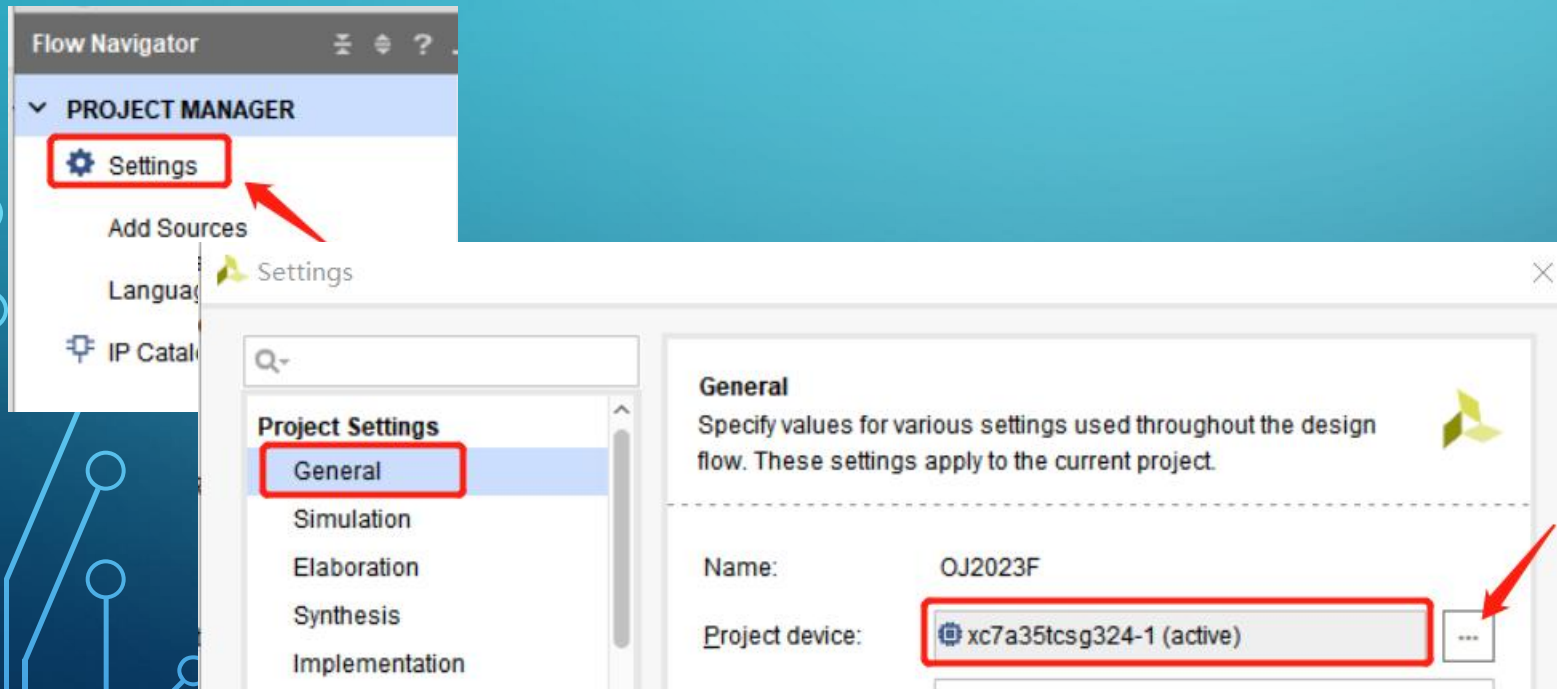 Flow Navigator
PROJECT MANAGER
Settings
Add Sources
IP
Settings
Project Settings
General
Simulation
Elaboration
Synthesis
Implementation
General
Specify values for various settings used throughout the design
flow. These settings apply to the current project.
Name: OJ2023F
Project device: xc7a35tcsg324-1 (active)
...